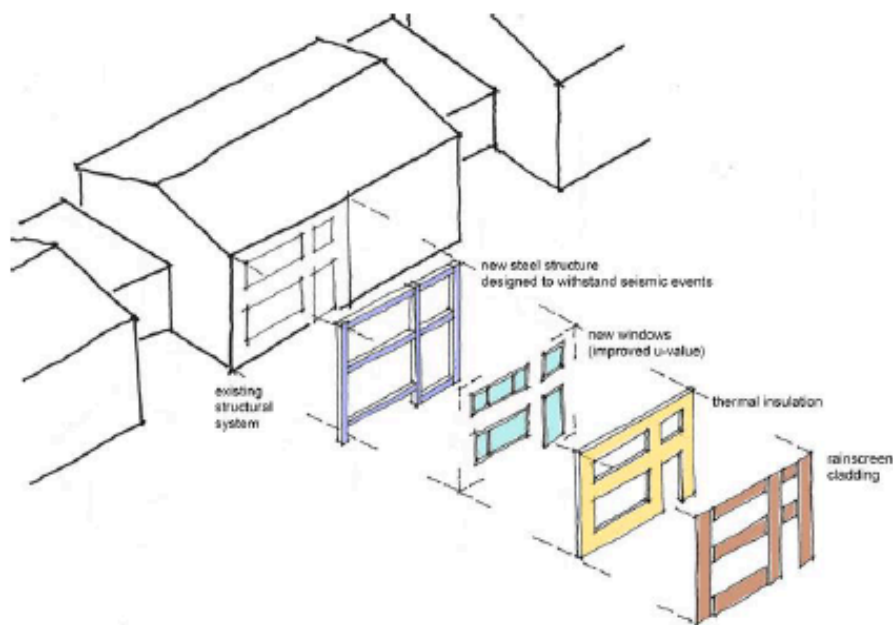 new steel structure
designed to withstand seismic events
new windows
(improved u-value)
existing
structural
system
thermal insulation
rainscreen
cladding